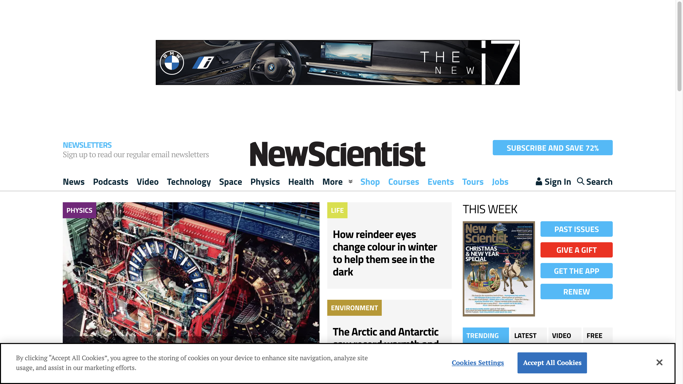 THE
NEW
i7
NEWSLETTERS
Sign up to read our regular email newsletters
NewScientist
SUBSCRIBE AND SAVE 72%
News Podcasts Video Technology Space Physics Health More Shop Courses Events Tours Jobs Sign In Search
PHYSICS
LIFE
How reindeer eyes
change colour in winter
to help them see in the
dark
ENVIRONMENT
The Arctic and Antarctic
THIS WEEK
New
Scientist
CHRISTMAS
& NEW YEAR
SPECIAL
PAST ISSUES
GIVE A GIFT
GET THE APP
RENEW
TRENDING LATEST VIDEO FREE
By clicking “Accept All Cookies”, you agree to the storing of cookies on your device to enhance site navigation, analyze site
usage, and assist in our marketing efforts.
Cookies Settings
Accept All Cookies